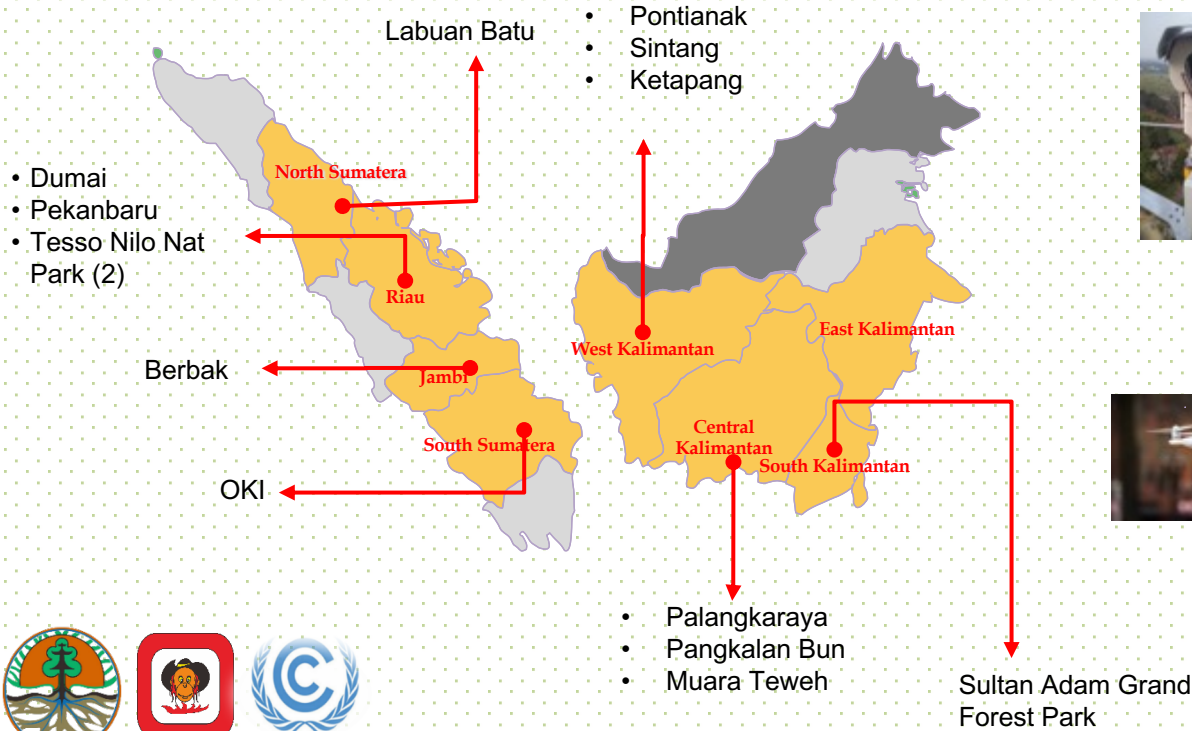 Labuan Batu
• Pontianak
• Sintang
• Ketapang
North Sumatera
• Dumai
• Pekanbaru
• Tesso Nilo Nat
Park (2)
Riau
East Kalimantan
West Kalimantan
Berbak
Jambi
Central
Kalimantan
South Sumatera
South Kalimantan
OKI
• Palangkaraya
• Pangkalan Bun
• Muara Teweh
Sultan Adam Grand
Forest Park